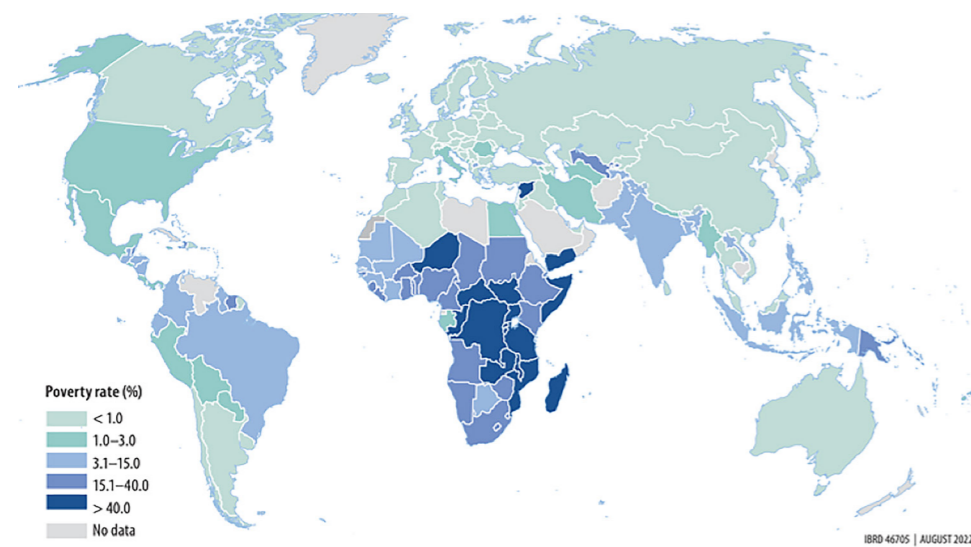 Poverty rate (%)
< 1.0
1.0–3.0
3.1–15.0
15.1–40.0
> 40.0
No data
IBRD 46705 | AUGUST 2022